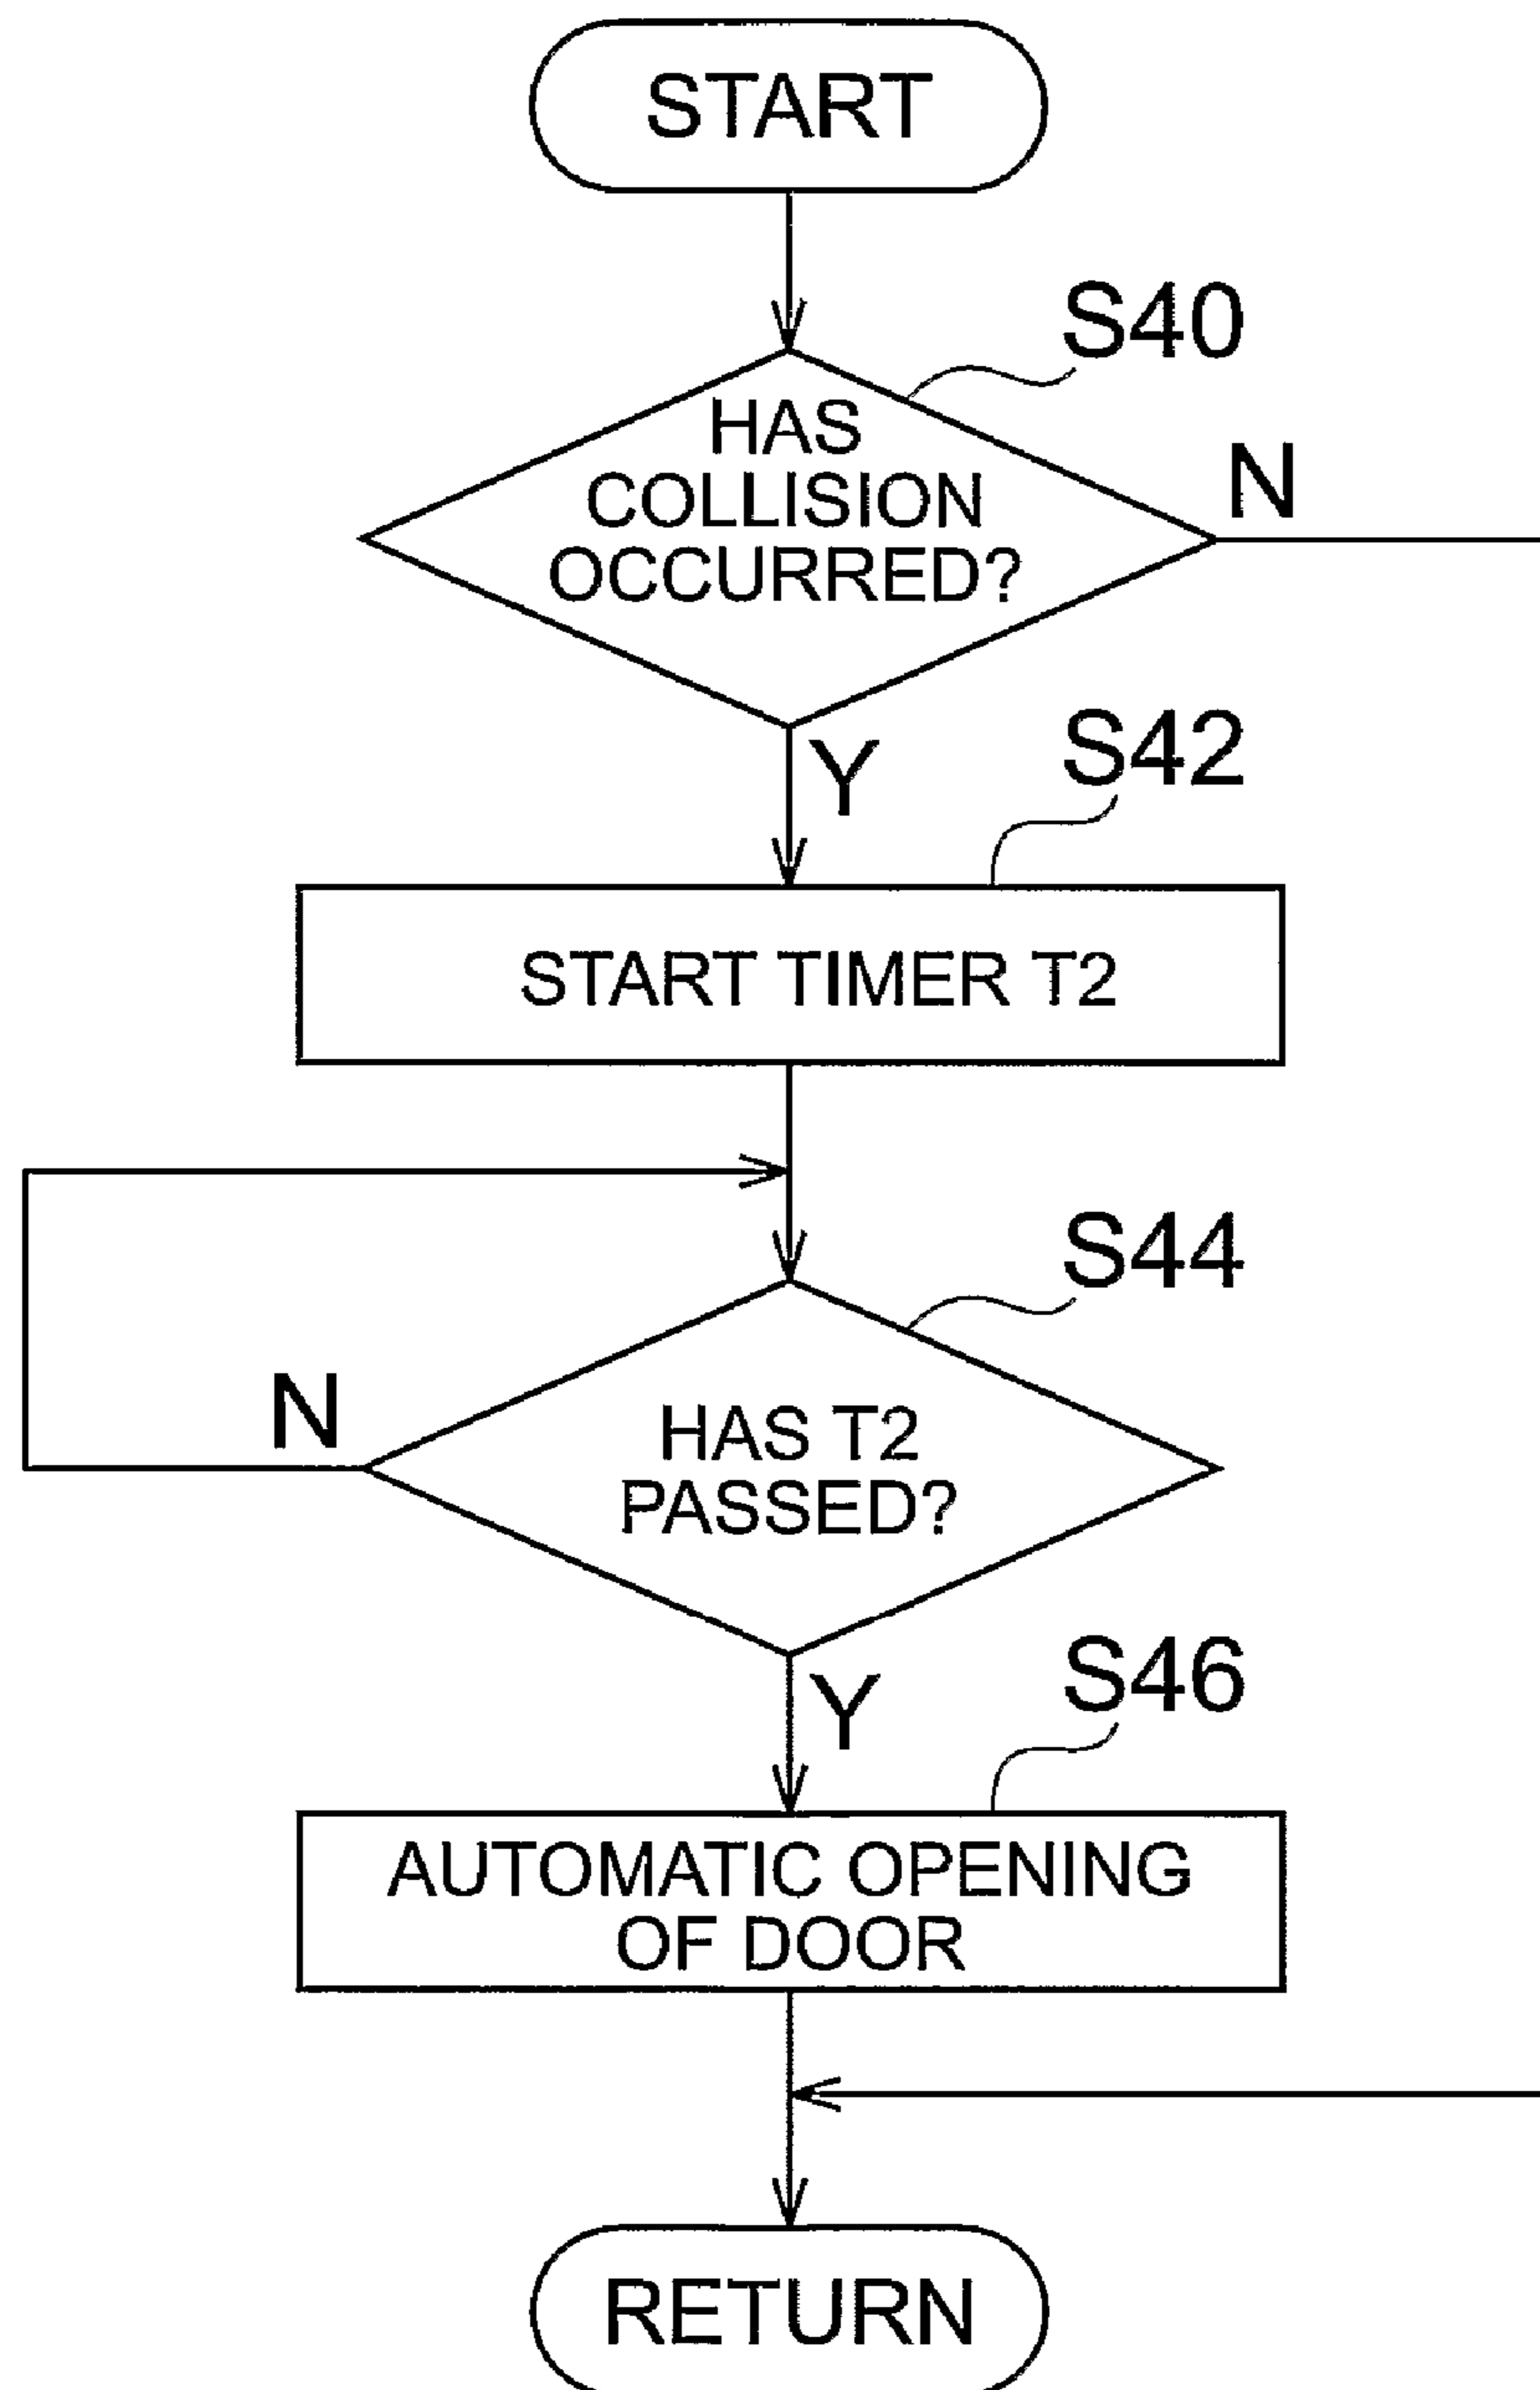 START
S40
HAS
COLLISION
OCCURRED?
N
Y
S42
START TIMER T2
S44
N
HAS T2
PASSED?
Y
S46
AUTOMATIC OPENING
OF DOOR
RETURN